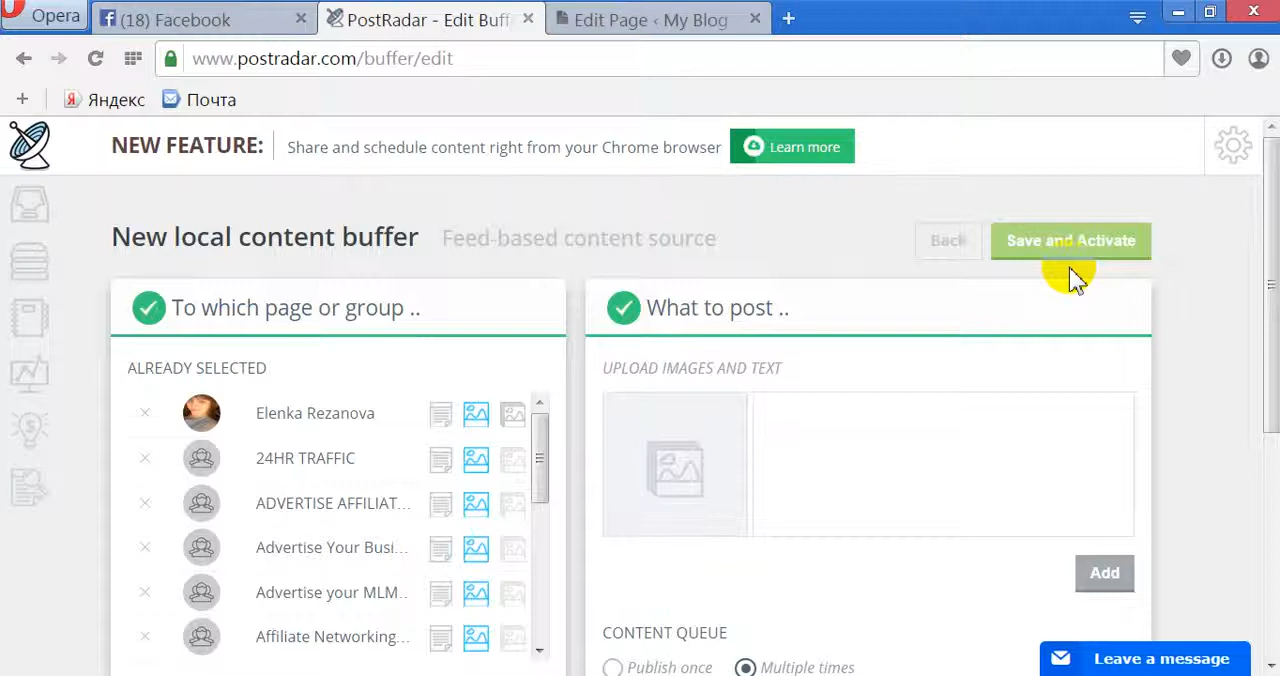 Opera
(18) Facebook
PostRadar - Edit Buff
Edit Page ‹ My Blog
www.postradar.com/buffer/edit
Яндекс
Почта
NEW FEATURE:
Share and schedule content right from your Chrome browser
Learn more
New local content buffer
Feed-based content source
Back
Save and Activate
To which page or group ..
What to post ..
ALREADY SELECTED
UPLOAD IMAGES AND TEXT
Elenka Rezanova
24HR TRAFFIC
ADVERTISE AFFILIAT...
Advertise Your Busi...
Advertise your MLM...
Affiliate Networking...
Add
CONTENT QUEUE
Publish once
Multiple times
Leave a message